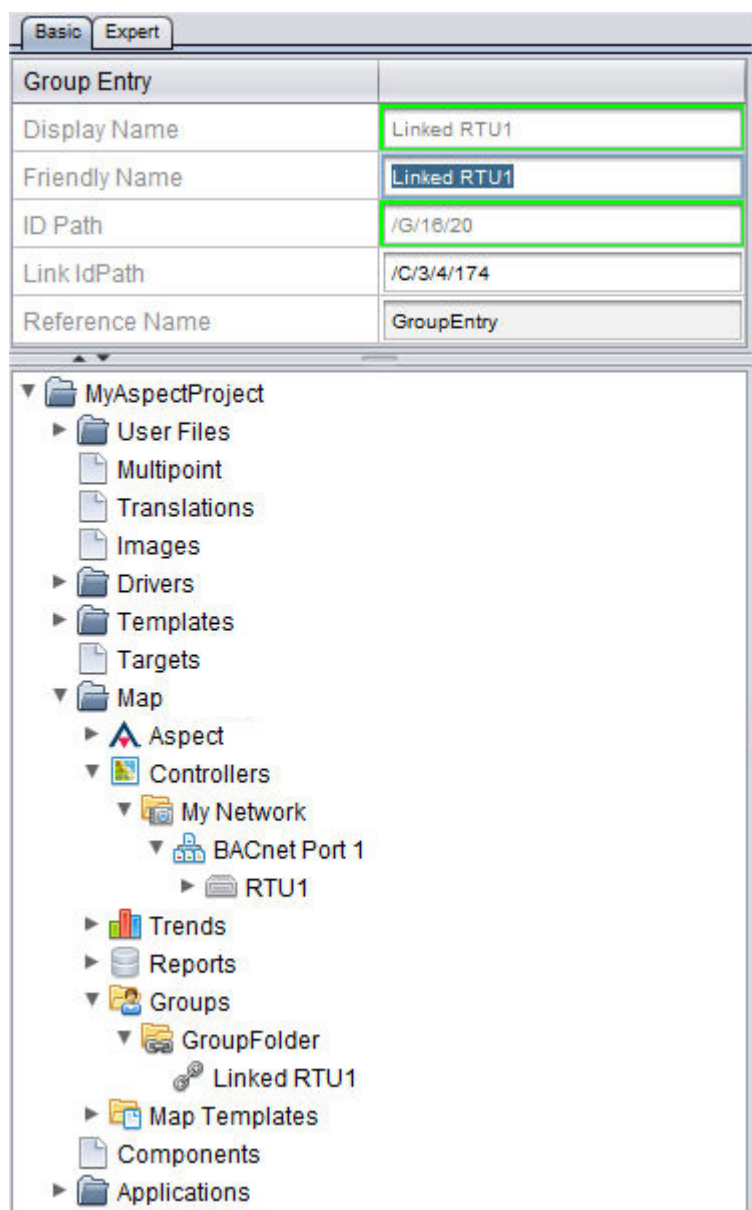 Basic Expert
Group Entry
Display Name Linked RTU1
Friendly Name Linked RTU1
ID Path /G/16/20
Link IdPath /C/3/4/174
Reference Name GroupEntry
MyAspectProject
User Files
Multipoint
Translations
Images
Drivers
Templates
Targets
Map
Aspect
Controllers
My Network
BACnet Port 1
RTU1
Trends
Reports
Groups
GroupFolder
Linked RTU1
Map Templates
Components
Applications